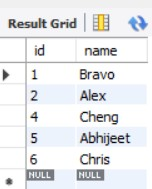 Result Grid
id name
1 Bravo
2 Alex
4 Cheng
5 Abhijeet
6 Chris
NULL NULL